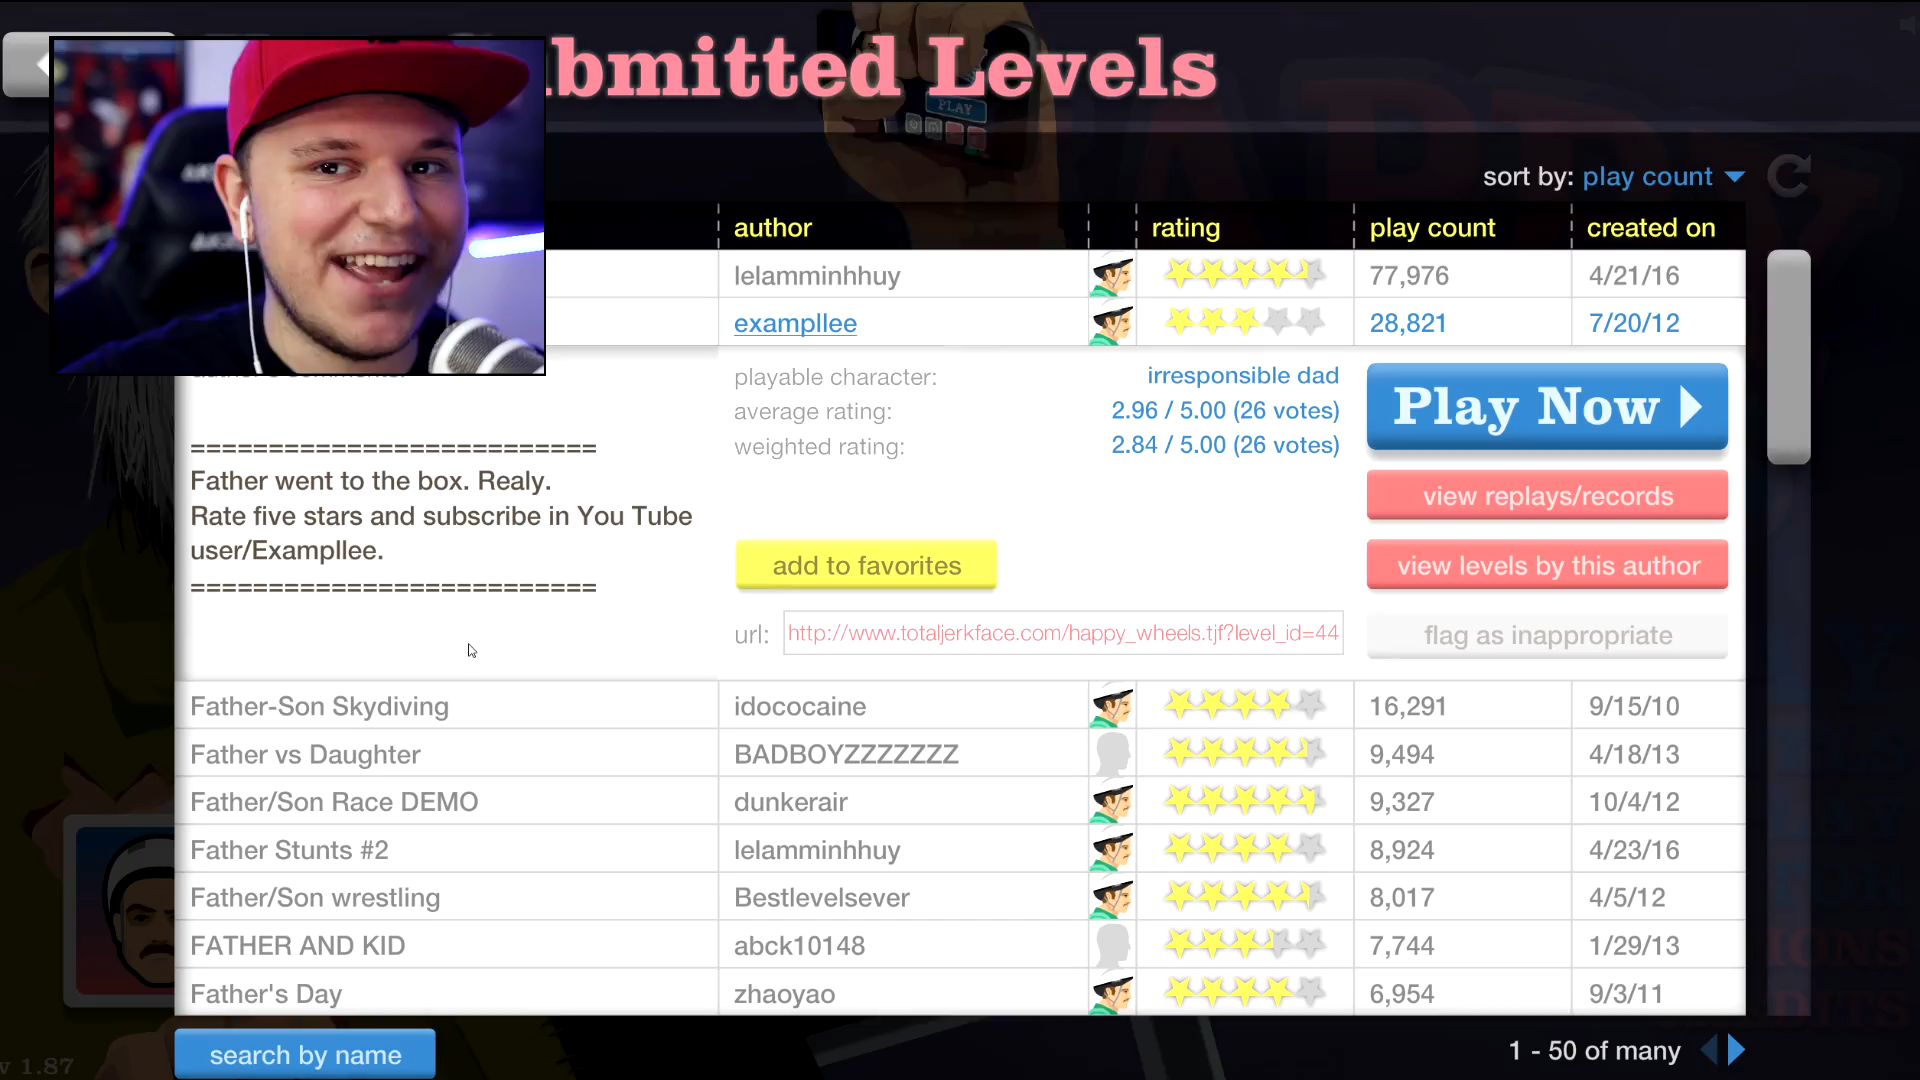 bmitted Levels
PLAY
sort by: play count
author rating play count created on
lelamminhhuy 77,976 4/21/16
exampllee 28,821 7/20/12
playable character: irresponsible dad
average rating: 2.96 / 5.00 (26 votes)
weighted rating: 2.84 / 5.00 (26 votes)
Play Now
==========================
Father went to the box. Realy.
Rate five stars and subscribe in You Tube
user/Exampllee.
==========================
view replays/records
add to favorites
view levels by this author
url: http://www.totaljerkface.com/happy_wheels.tjf?level_id=44
flag as inappropriate
Father-Son Skydiving idococaine 16,291 9/15/10
Father vs Daughter BADBOYZZZZZZZ 9,494 4/18/13
Father/Son Race DEMO dunkerair 9,327 10/4/12
Father Stunts #2 lelamminhhuy 8,924 4/23/16
Father/Son wrestling Bestlevelsever 8,017 4/5/12
FATHER AND KID abck10148 7,744 1/29/13
Father's Day zhaoyao 6,954 9/3/11
search by name
1 - 50 of many
v 1.87